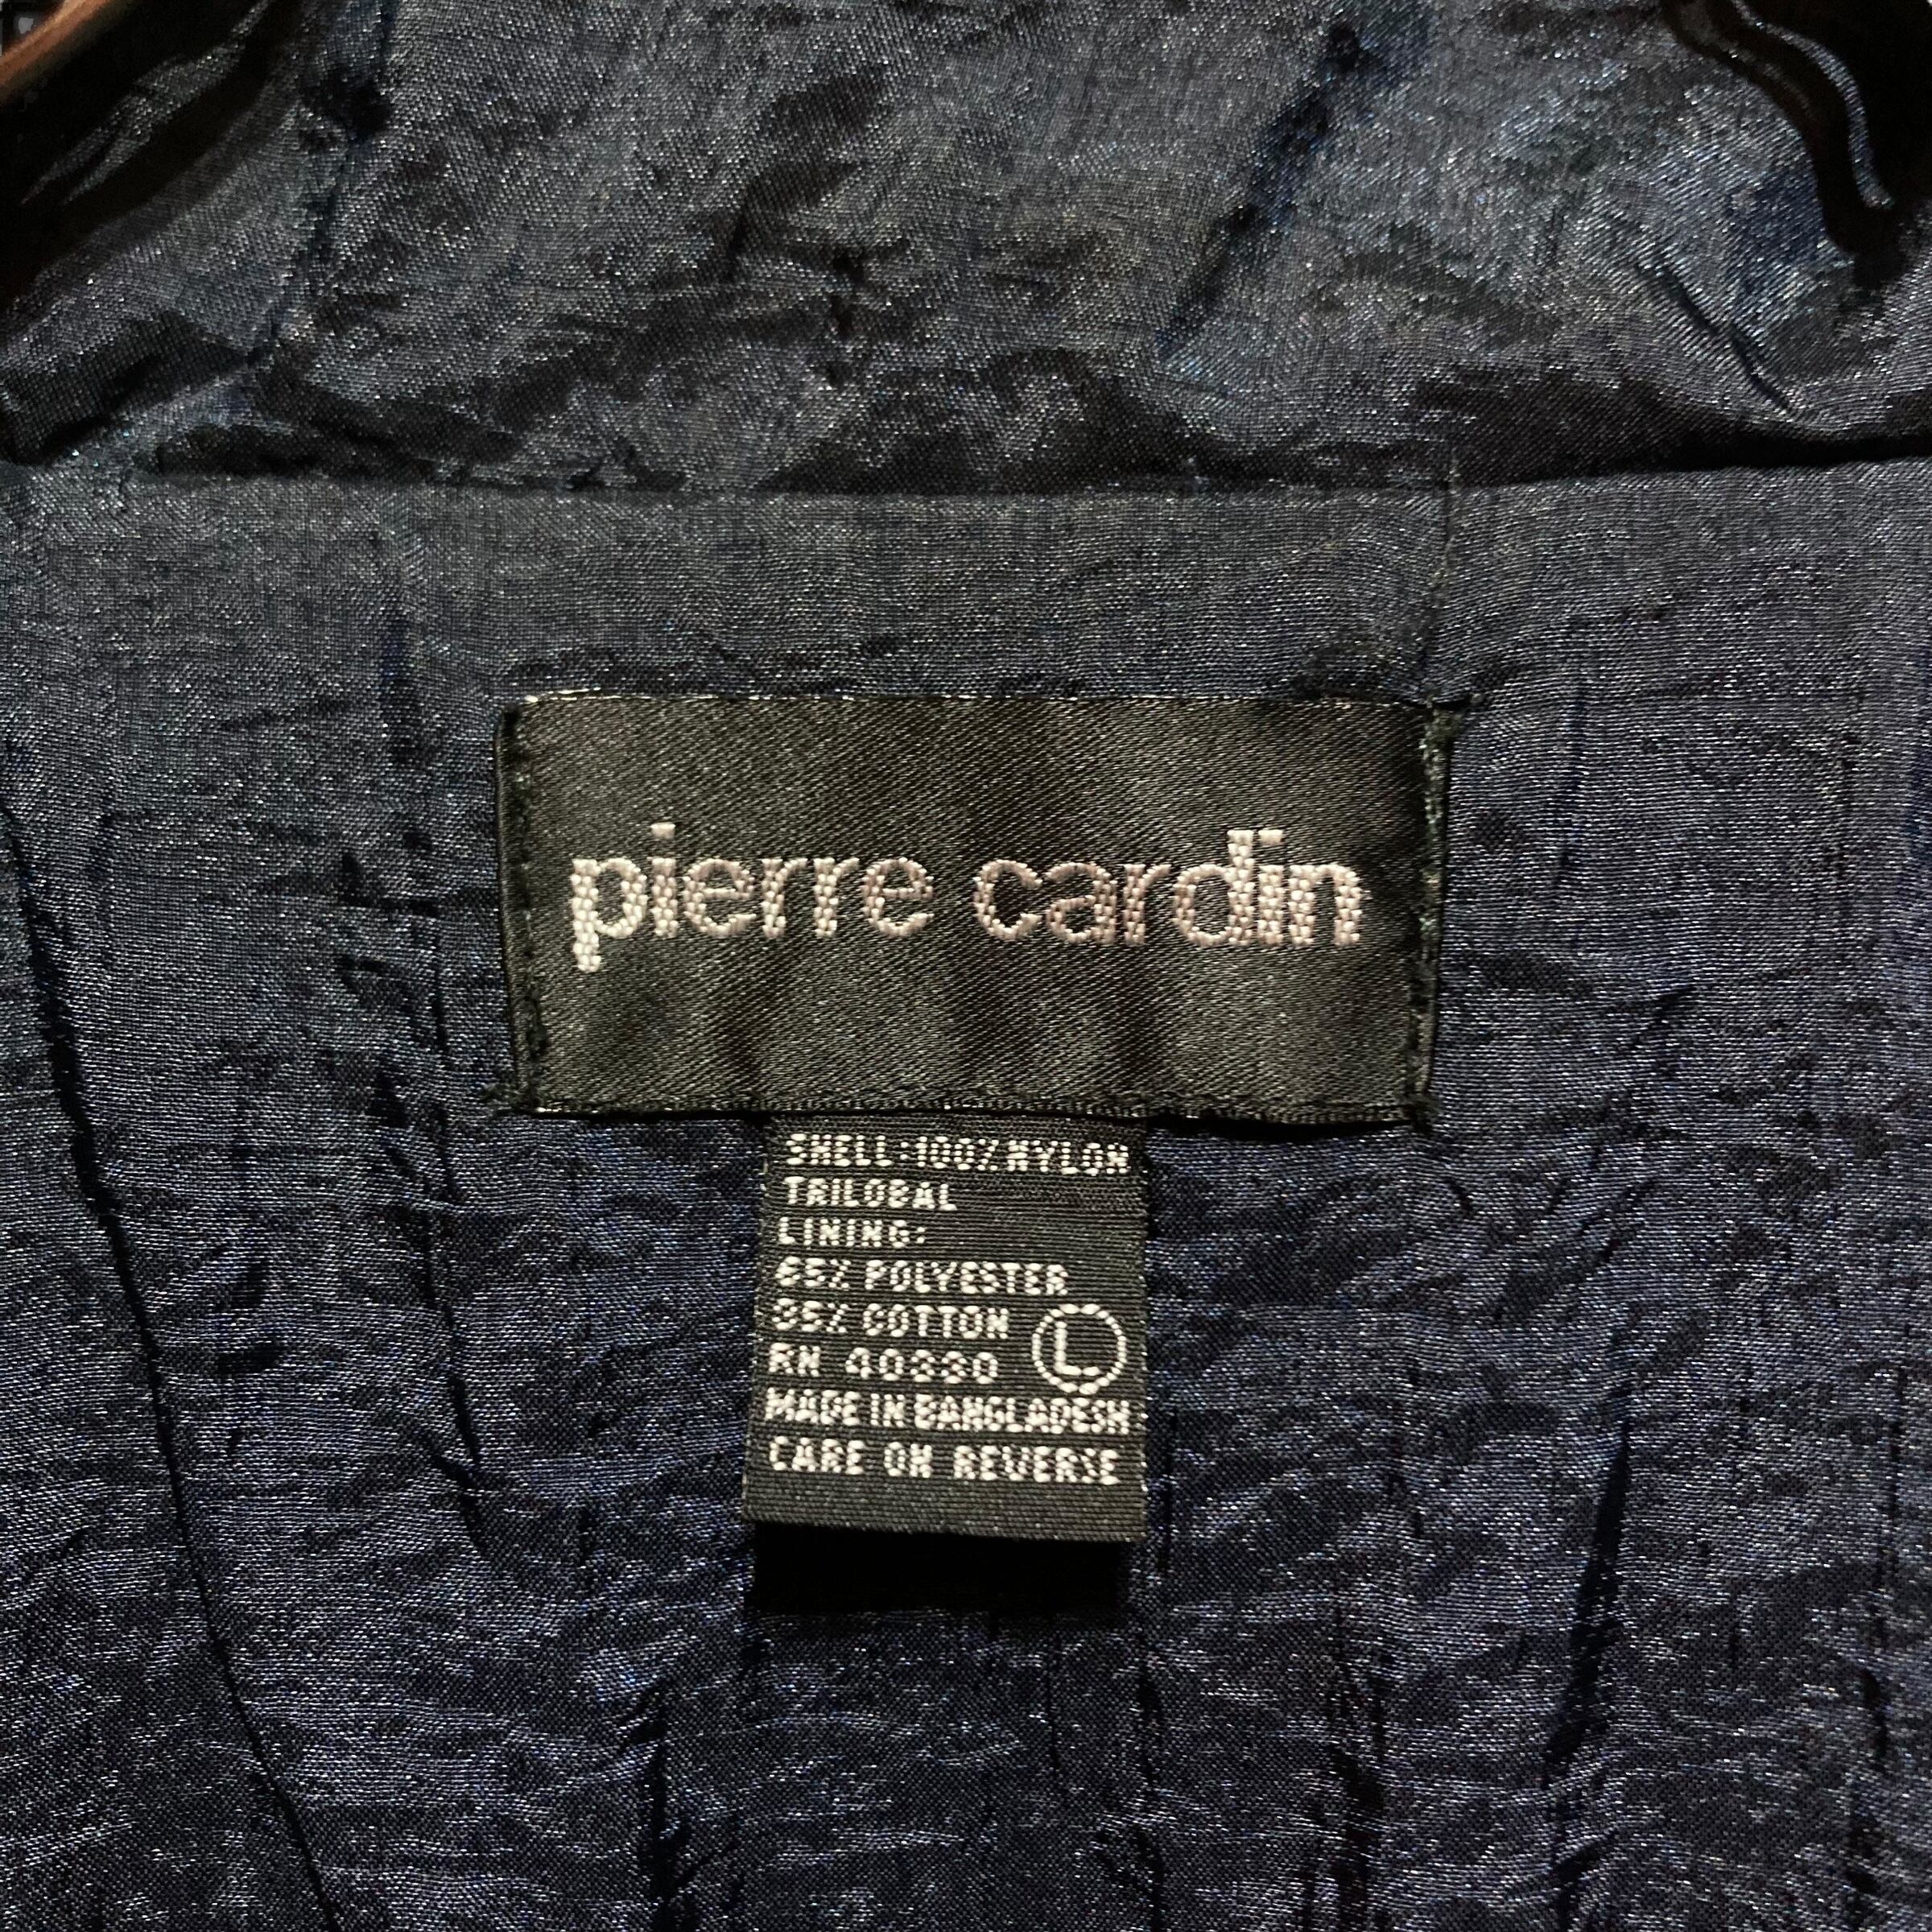 pierre cardin
SHELL:100% NYLON
TRILOBAL
LINING:
65% POLYESTER
35% COTTON
RN 40330
L
MADE IN BANGLADESH
CARE ON REVERSE